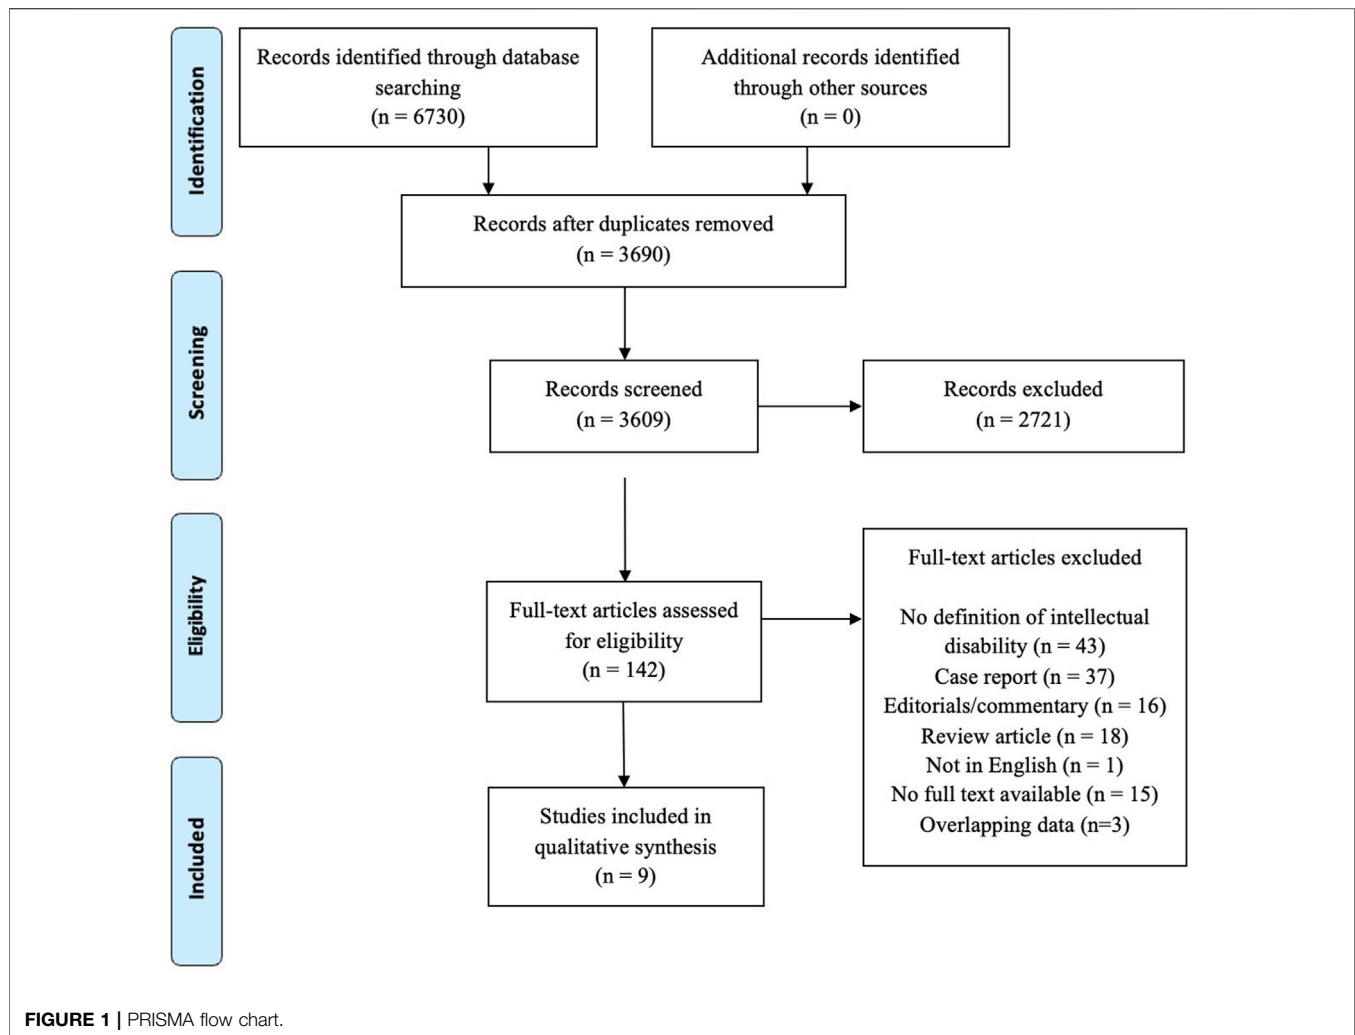 Identification
Records identified through database
searching
(n = 6730)
Additional records identified
through other sources
(n = 0)
Records after duplicates removed
(n = 3690)
Screening
Records screened
(n = 3609)
Records excluded
(n = 2721)
Eligibility
Full-text articles assessed
for eligibility
(n = 142)
Full-text articles excluded
No definition of intellectual
disability (n = 43)
Case report (n = 37)
Editorials/commentary (n = 16)
Review article (n = 18)
Not in English (n = 1)
No full text available (n = 15)
Overlapping data (n=3)
Included
Studies included in
qualitative synthesis
(n = 9)
FIGURE 1 | PRISMA flow chart.